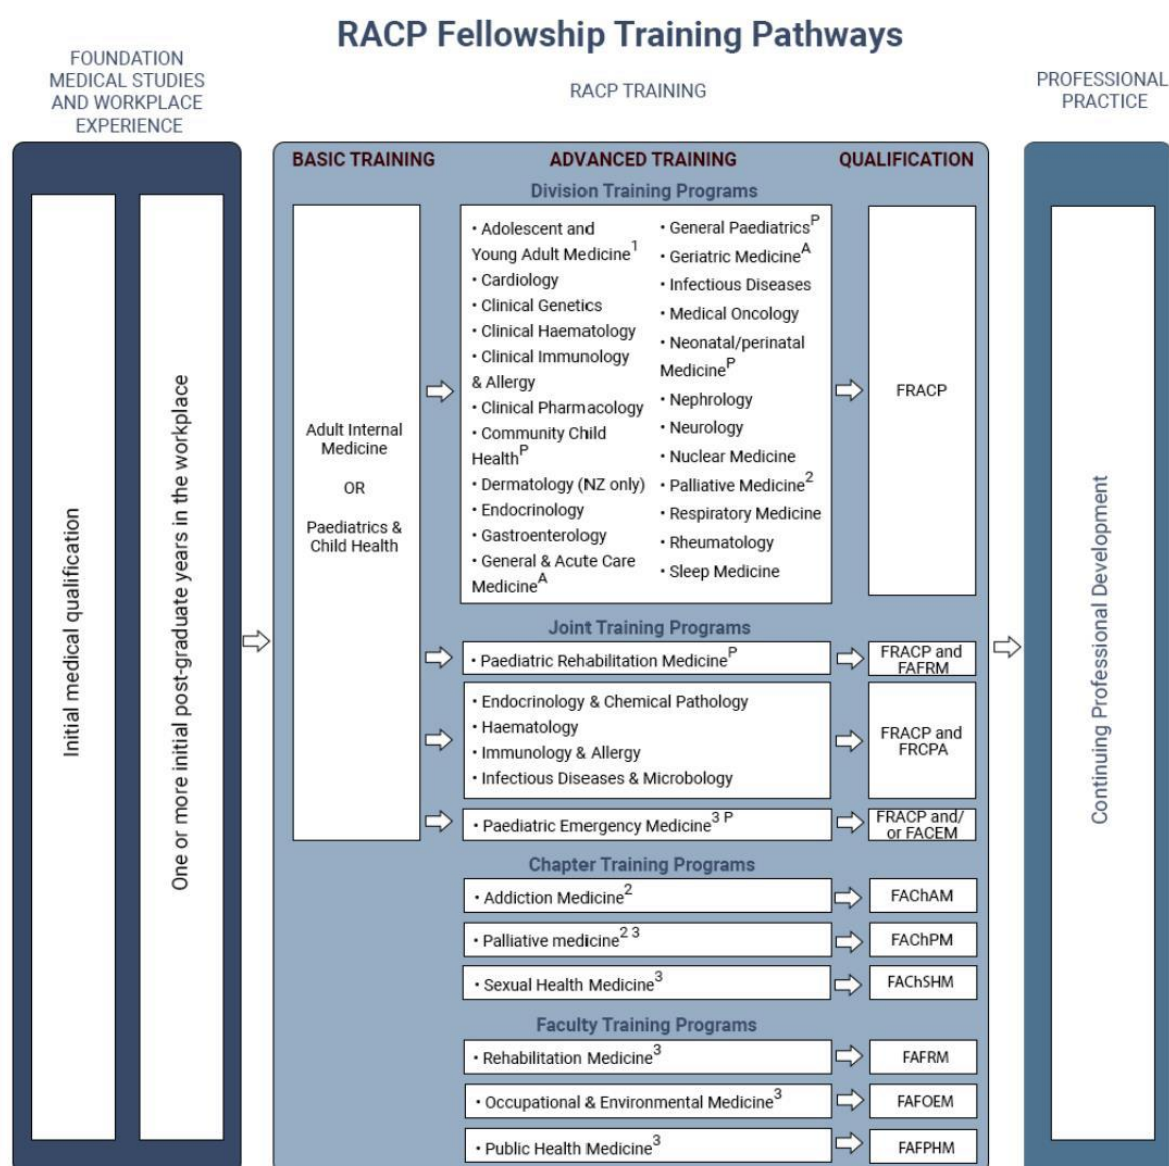 RACP Fellowship Training Pathways
FOUNDATION
MEDICAL STUDIES
AND WORKPLACE
EXPERIENCE
RACP TRAINING
PROFESSIONAL
PRACTICE
Initial medical qualification
One or more initial post-graduate years in the workplace
BASIC TRAINING
ADVANCED TRAINING
QUALIFICATION
Adult Internal
Medicine
OR
Paediatrics &
Child Health
Division Training Programs
• Adolescent and
Young Adult Medicine1
• Cardiology
• Clinical Genetics
• Clinical Haematology
• Clinical Immunology
& Allergy
• Clinical Pharmacology
• Community Child
HealthP
• Dermatology (NZ only)
• Endocrinology
• Gastroenterology
• General & Acute Care
MedicineA
• General PaediatricsP
• Geriatric MedicineA
• Infectious Diseases
• Medical Oncology
• Neonatal/perinatal
MedicineP
• Nephrology
• Neurology
• Nuclear Medicine
• Palliative Medicine2
• Respiratory Medicine
• Rheumatology
• Sleep Medicine
FRACP
Joint Training Programs
• Paediatric Rehabilitation MedicineP
FRACP and
FAFRM
• Endocrinology & Chemical Pathology
• Haematology
• Immunology & Allergy
• Infectious Diseases & Microbology
FRACP and
FRCPA
• Paediatric Emergency Medicine3 P
FRACP and/
or FACEM
Chapter Training Programs
• Addiction Medicine2
FAChAM
• Palliative medicine2 3
FAChPM
• Sexual Health Medicine3
FAChSHM
Faculty Training Programs
• Rehabilitation Medicine3
FAFRM
• Occupational & Environmental Medicine3
FAFOEM
• Public Health Medicine3
FAFPHM
Continuing Professional Development